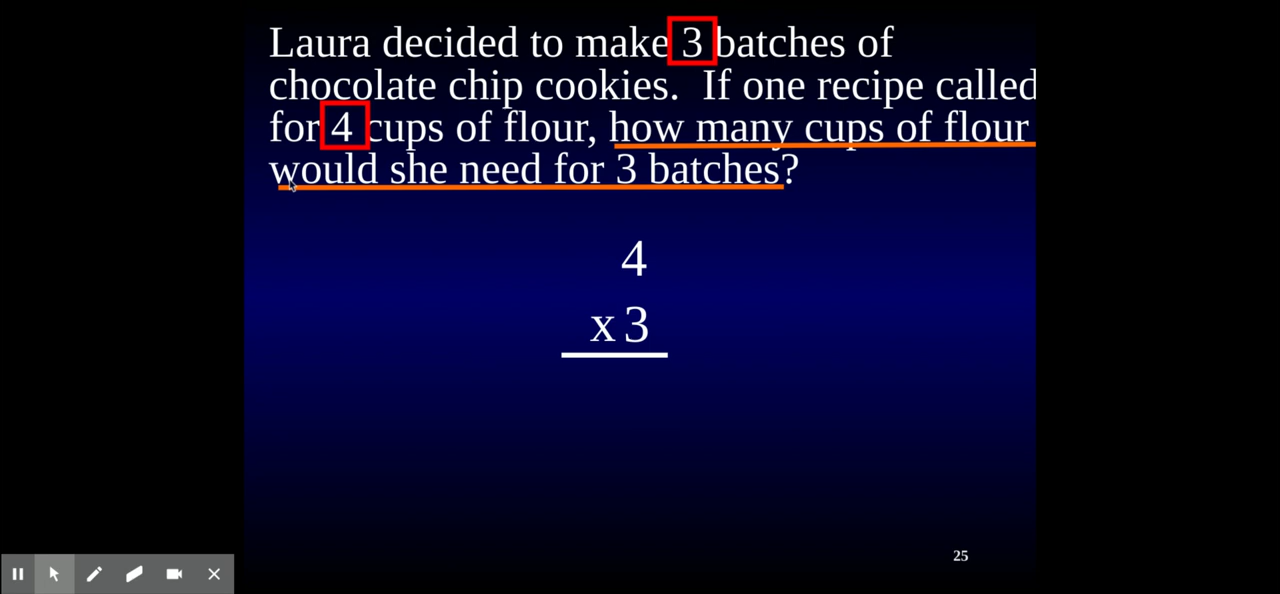 Laura decided to make 3 batches of
chocolate chip cookies. If one recipe called
for 4 cups of flour, how many cups of flour
would she need for 3 batches?
4
x 3
25